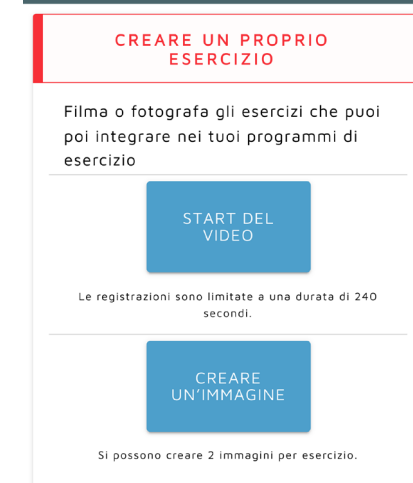 CREARE UN PROPRIO
ESERCIZIO
Filma o fotografa gli esercizi che puoi
poi integrare nei tuoi programmi di
esercizio
START DEL
VIDEO
Le registrazioni sono limitate a una durata di 240
secondi.
CREARE
UN'IMMAGINE
Si possono creare 2 immagini per esercizio.